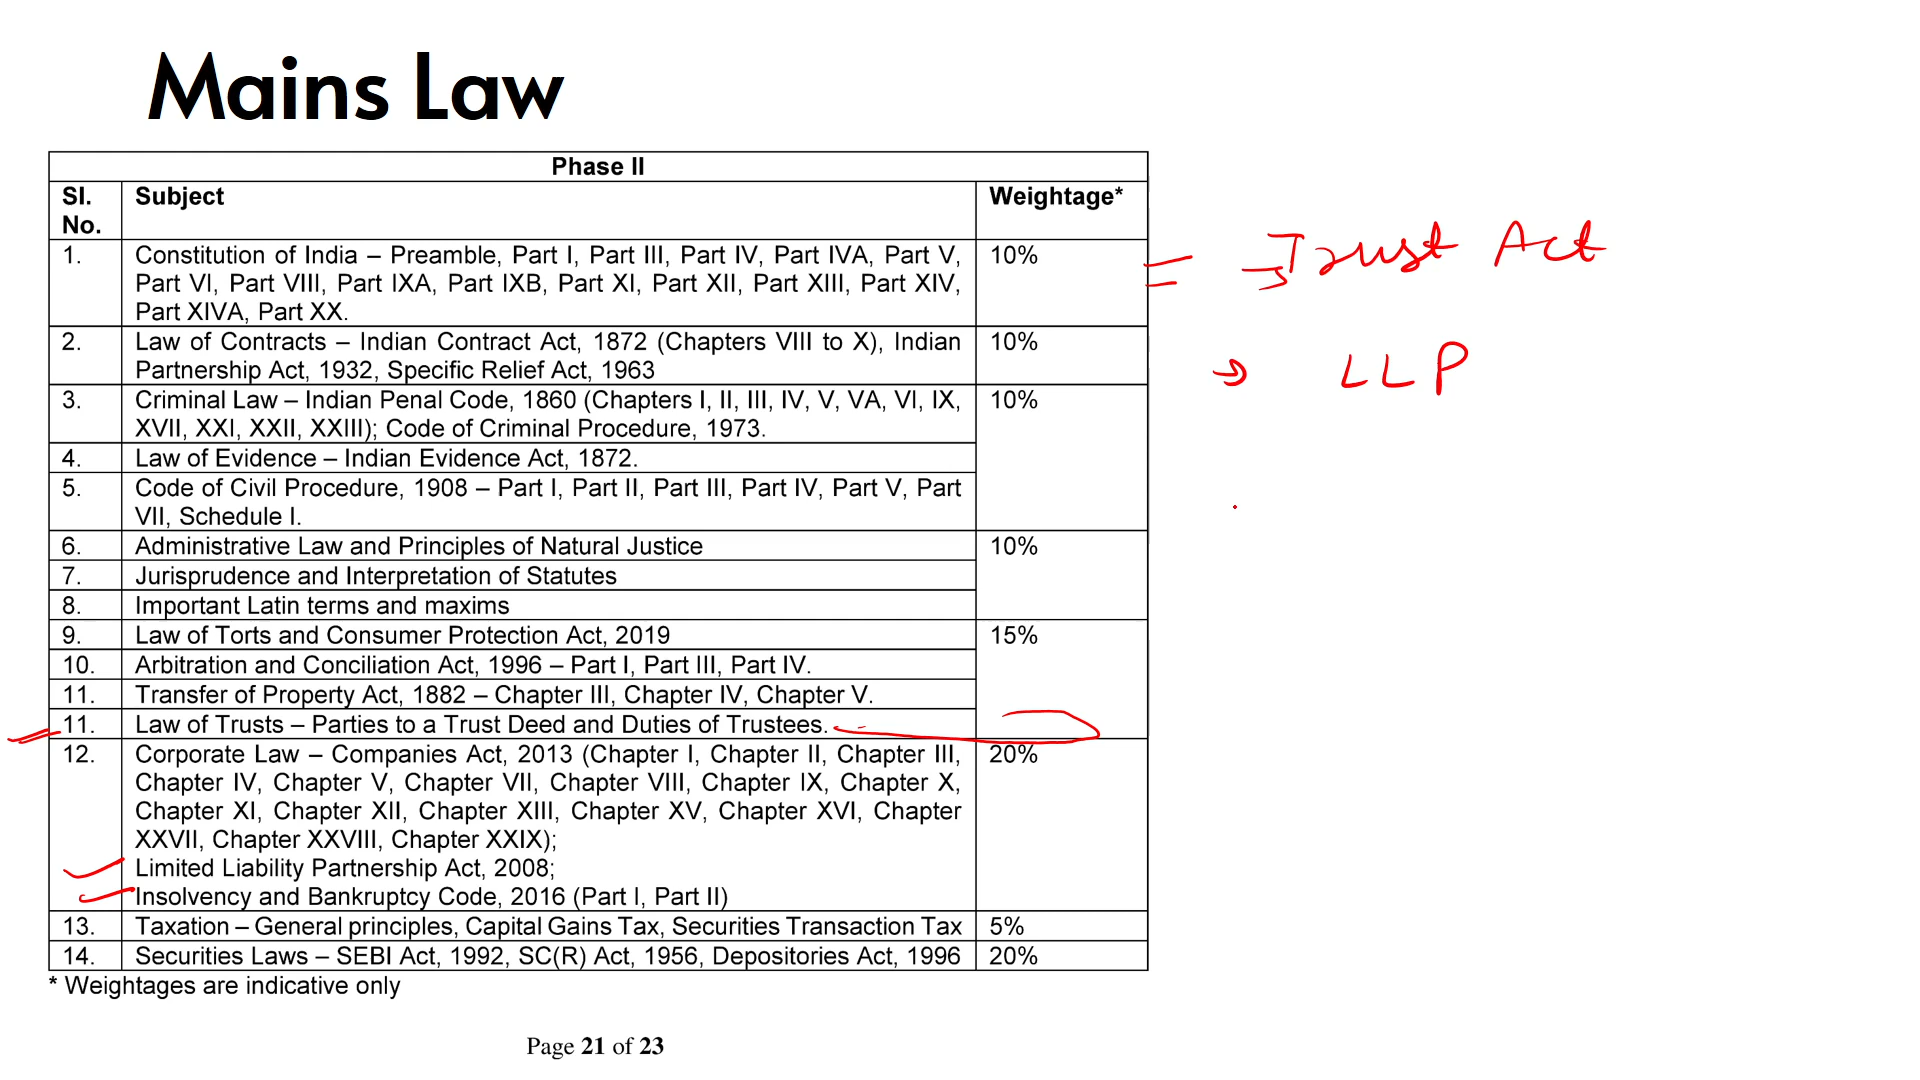 Mains Law
Phase II
Sl. No. Subject Weightage*
1. Constitution of India – Preamble, Part I, Part III, Part IV, Part IVA, Part V, 10%
Part VI, Part VIII, Part IXA, Part IXB, Part XI, Part XII, Part XIII, Part XIV,
Part XIVA, Part XX.
2. Law of Contracts – Indian Contract Act, 1872 (Chapters VIII to X), Indian 10%
Partnership Act, 1932, Specific Relief Act, 1963
3. Criminal Law – Indian Penal Code, 1860 (Chapters I, II, III, IV, V, VA, VI, IX, 10%
XVII, XXI, XXII, XXIII); Code of Criminal Procedure, 1973.
4. Law of Evidence – Indian Evidence Act, 1872.
5. Code of Civil Procedure, 1908 – Part I, Part II, Part III, Part IV, Part V, Part
VII, Schedule I.
6. Administrative Law and Principles of Natural Justice 10%
7. Jurisprudence and Interpretation of Statutes
8. Important Latin terms and maxims
9. Law of Torts and Consumer Protection Act, 2019 15%
10. Arbitration and Conciliation Act, 1996 – Part I, Part III, Part IV.
11. Transfer of Property Act, 1882 – Chapter III, Chapter IV, Chapter V.
11. Law of Trusts – Parties to a Trust Deed and Duties of Trustees.
12. Corporate Law – Companies Act, 2013 (Chapter I, Chapter II, Chapter III, 20%
Chapter IV, Chapter V, Chapter VII, Chapter VIII, Chapter IX, Chapter X,
Chapter XI, Chapter XII, Chapter XIII, Chapter XV, Chapter XVI, Chapter
XXVII, Chapter XXVIII, Chapter XXIX);
Limited Liability Partnership Act, 2008;
Insolvency and Bankruptcy Code, 2016 (Part I, Part II)
13. Taxation – General principles, Capital Gains Tax, Securities Transaction Tax 5%
14. Securities Laws – SEBI Act, 1992, SC(R) Act, 1956, Depositories Act, 1996 20%
* Weightages are indicative only
Page 21 of 23
Trust Act
LLP